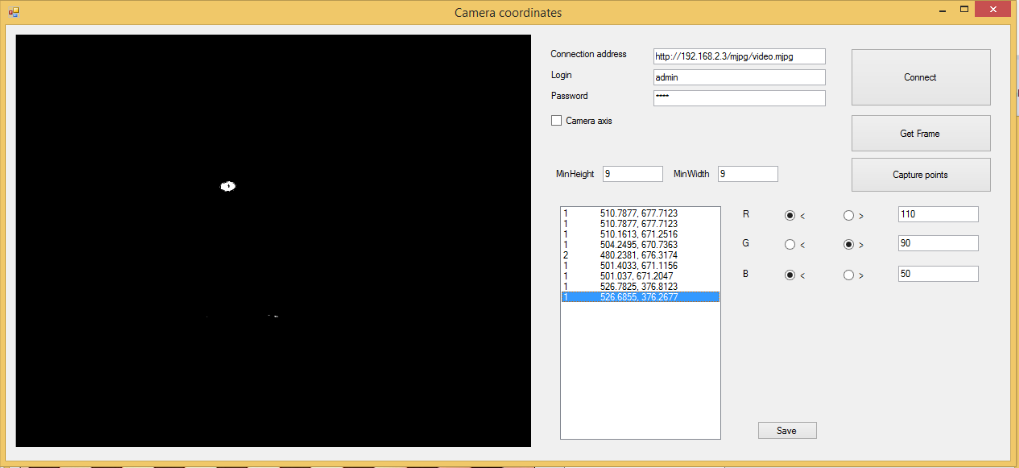 Camera coordinates
Connection address http://192.168.2.3/mjpg/video.mjpg
Login admin
Password ****
Connect
Camera axis
Get Frame
MinHeight 9 MinWidth 9
Capture points
1 510.7877, 677.7123
1 510.7877, 677.7123
1 510.1613, 671.2516
1 504.2495, 670.7363
2 480.2381, 676.3174
1 501.4033, 671.1156
1 501.037, 671.2047
1 526.7825, 376.8123
1 526.6855, 376.2677
R < > 110
G < > 90
B < > 50
Save